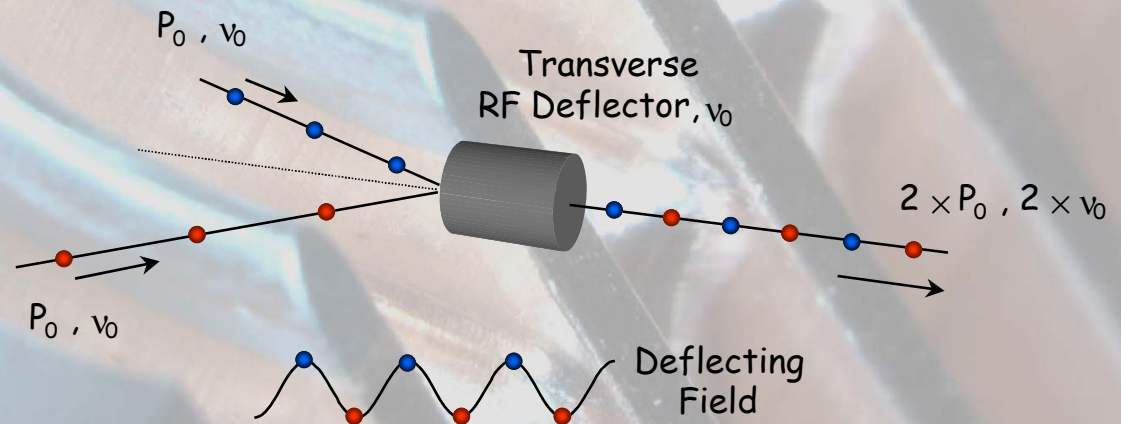 P₀ , ν₀
Transverse
RF Deflector, ν₀
2 × P₀ , 2 × ν₀
P₀ , ν₀
Deflecting
Field